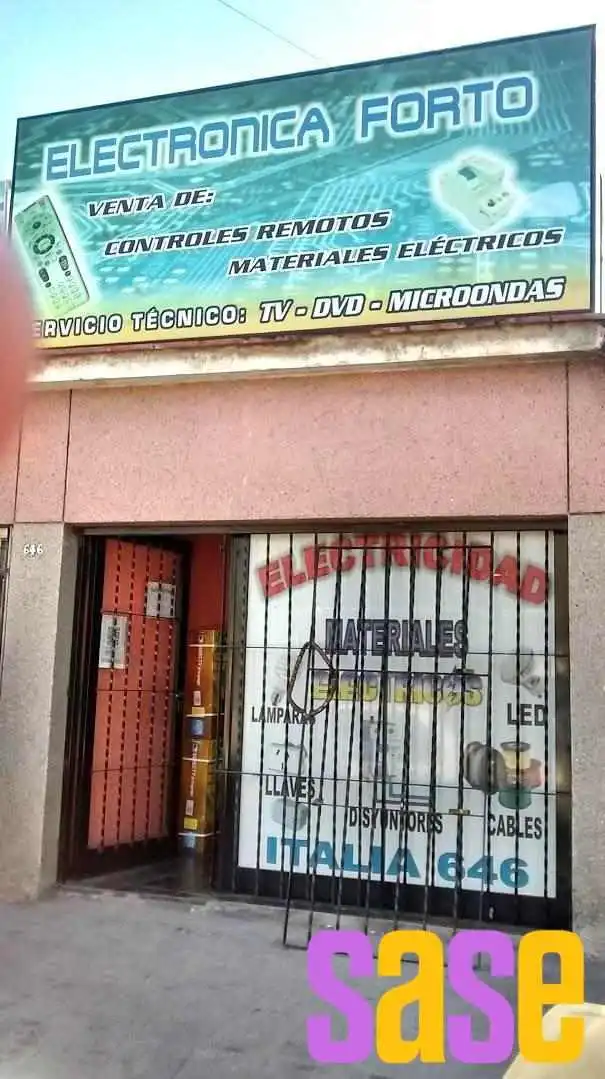 ELECTRONICA FORTO
VENTA DE:
CONTROLES REMOTOS
MATERIALES ELÉCTRICOS
ERVICIO TÉCNICO: TV - DVD - MICROONDAS
646
ELECTRICIDAD
MATERIALES
ELECTRICOS
LAMPARAS
LED
LLAVES
DISYUNTORES
CABLES
ITALIA 646
sase